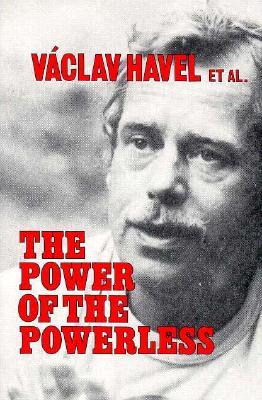 VÁCLAV HAVEL ET AL.
THE
POWER
OF THE
POWERLESS